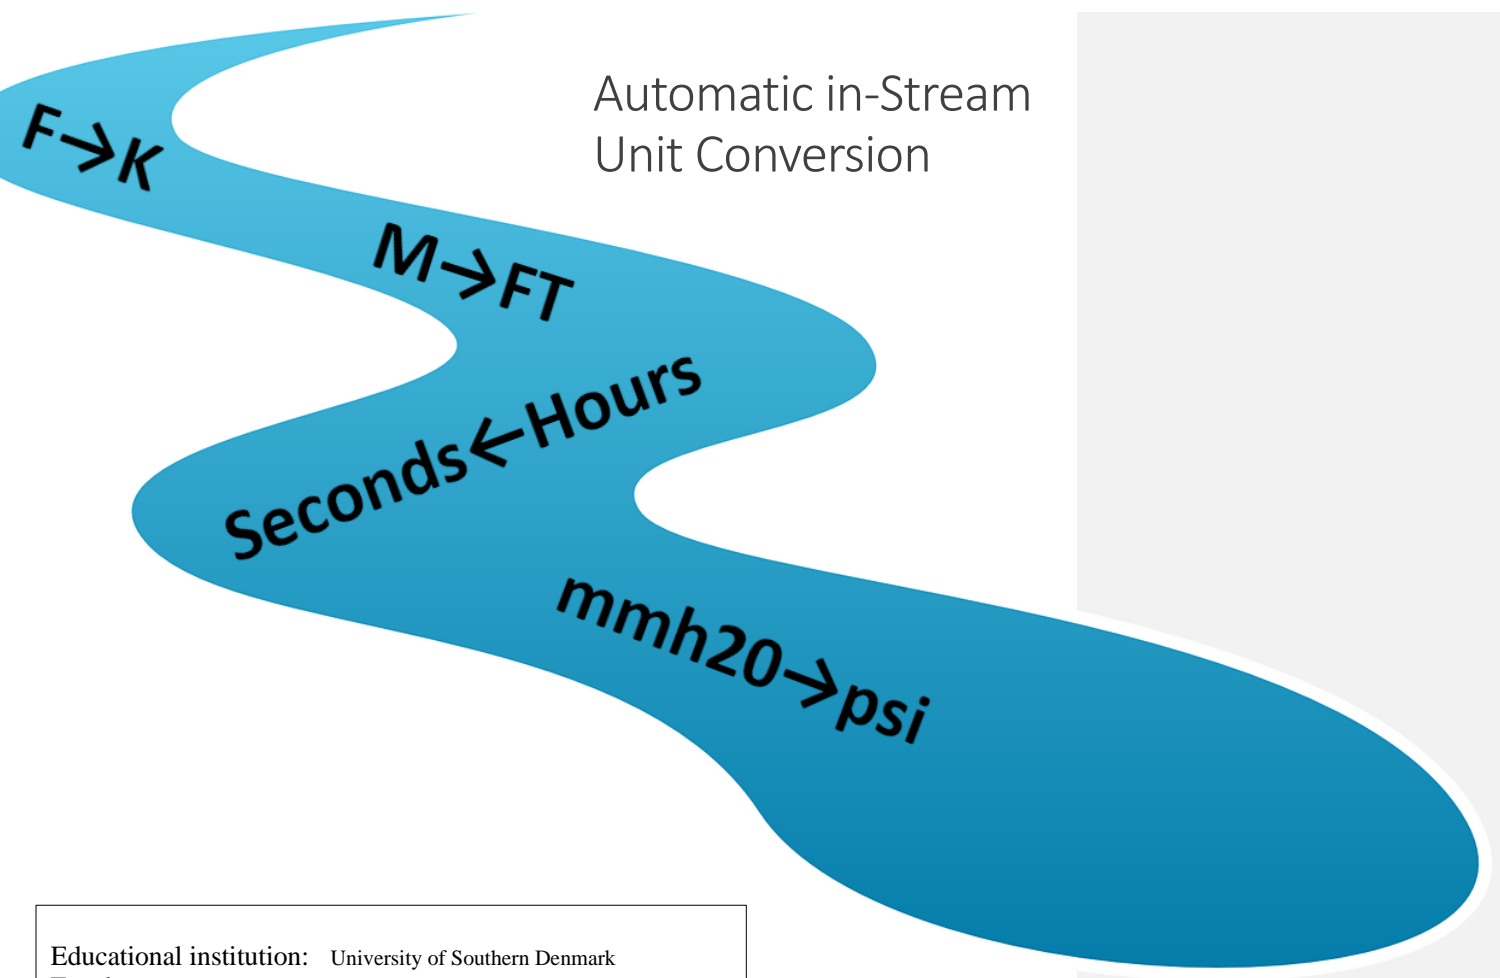 Automatic in-Stream
Unit Conversion
F→K
M→FT
Seconds←Hours
mmh20→psi
Educational institution: University of Southern Denmark